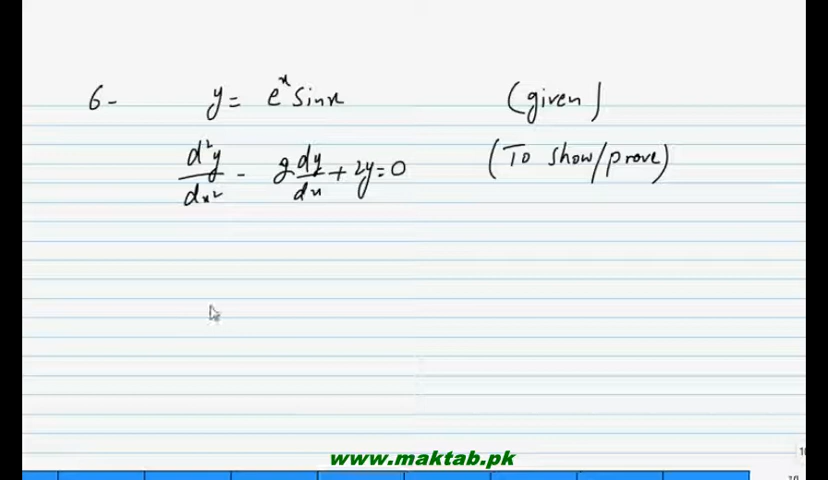 6- y = e^x sinx (given)
d²y/dx² - 2 dy/dx + 2y = 0 (To show/prove)
www.maktab.pk